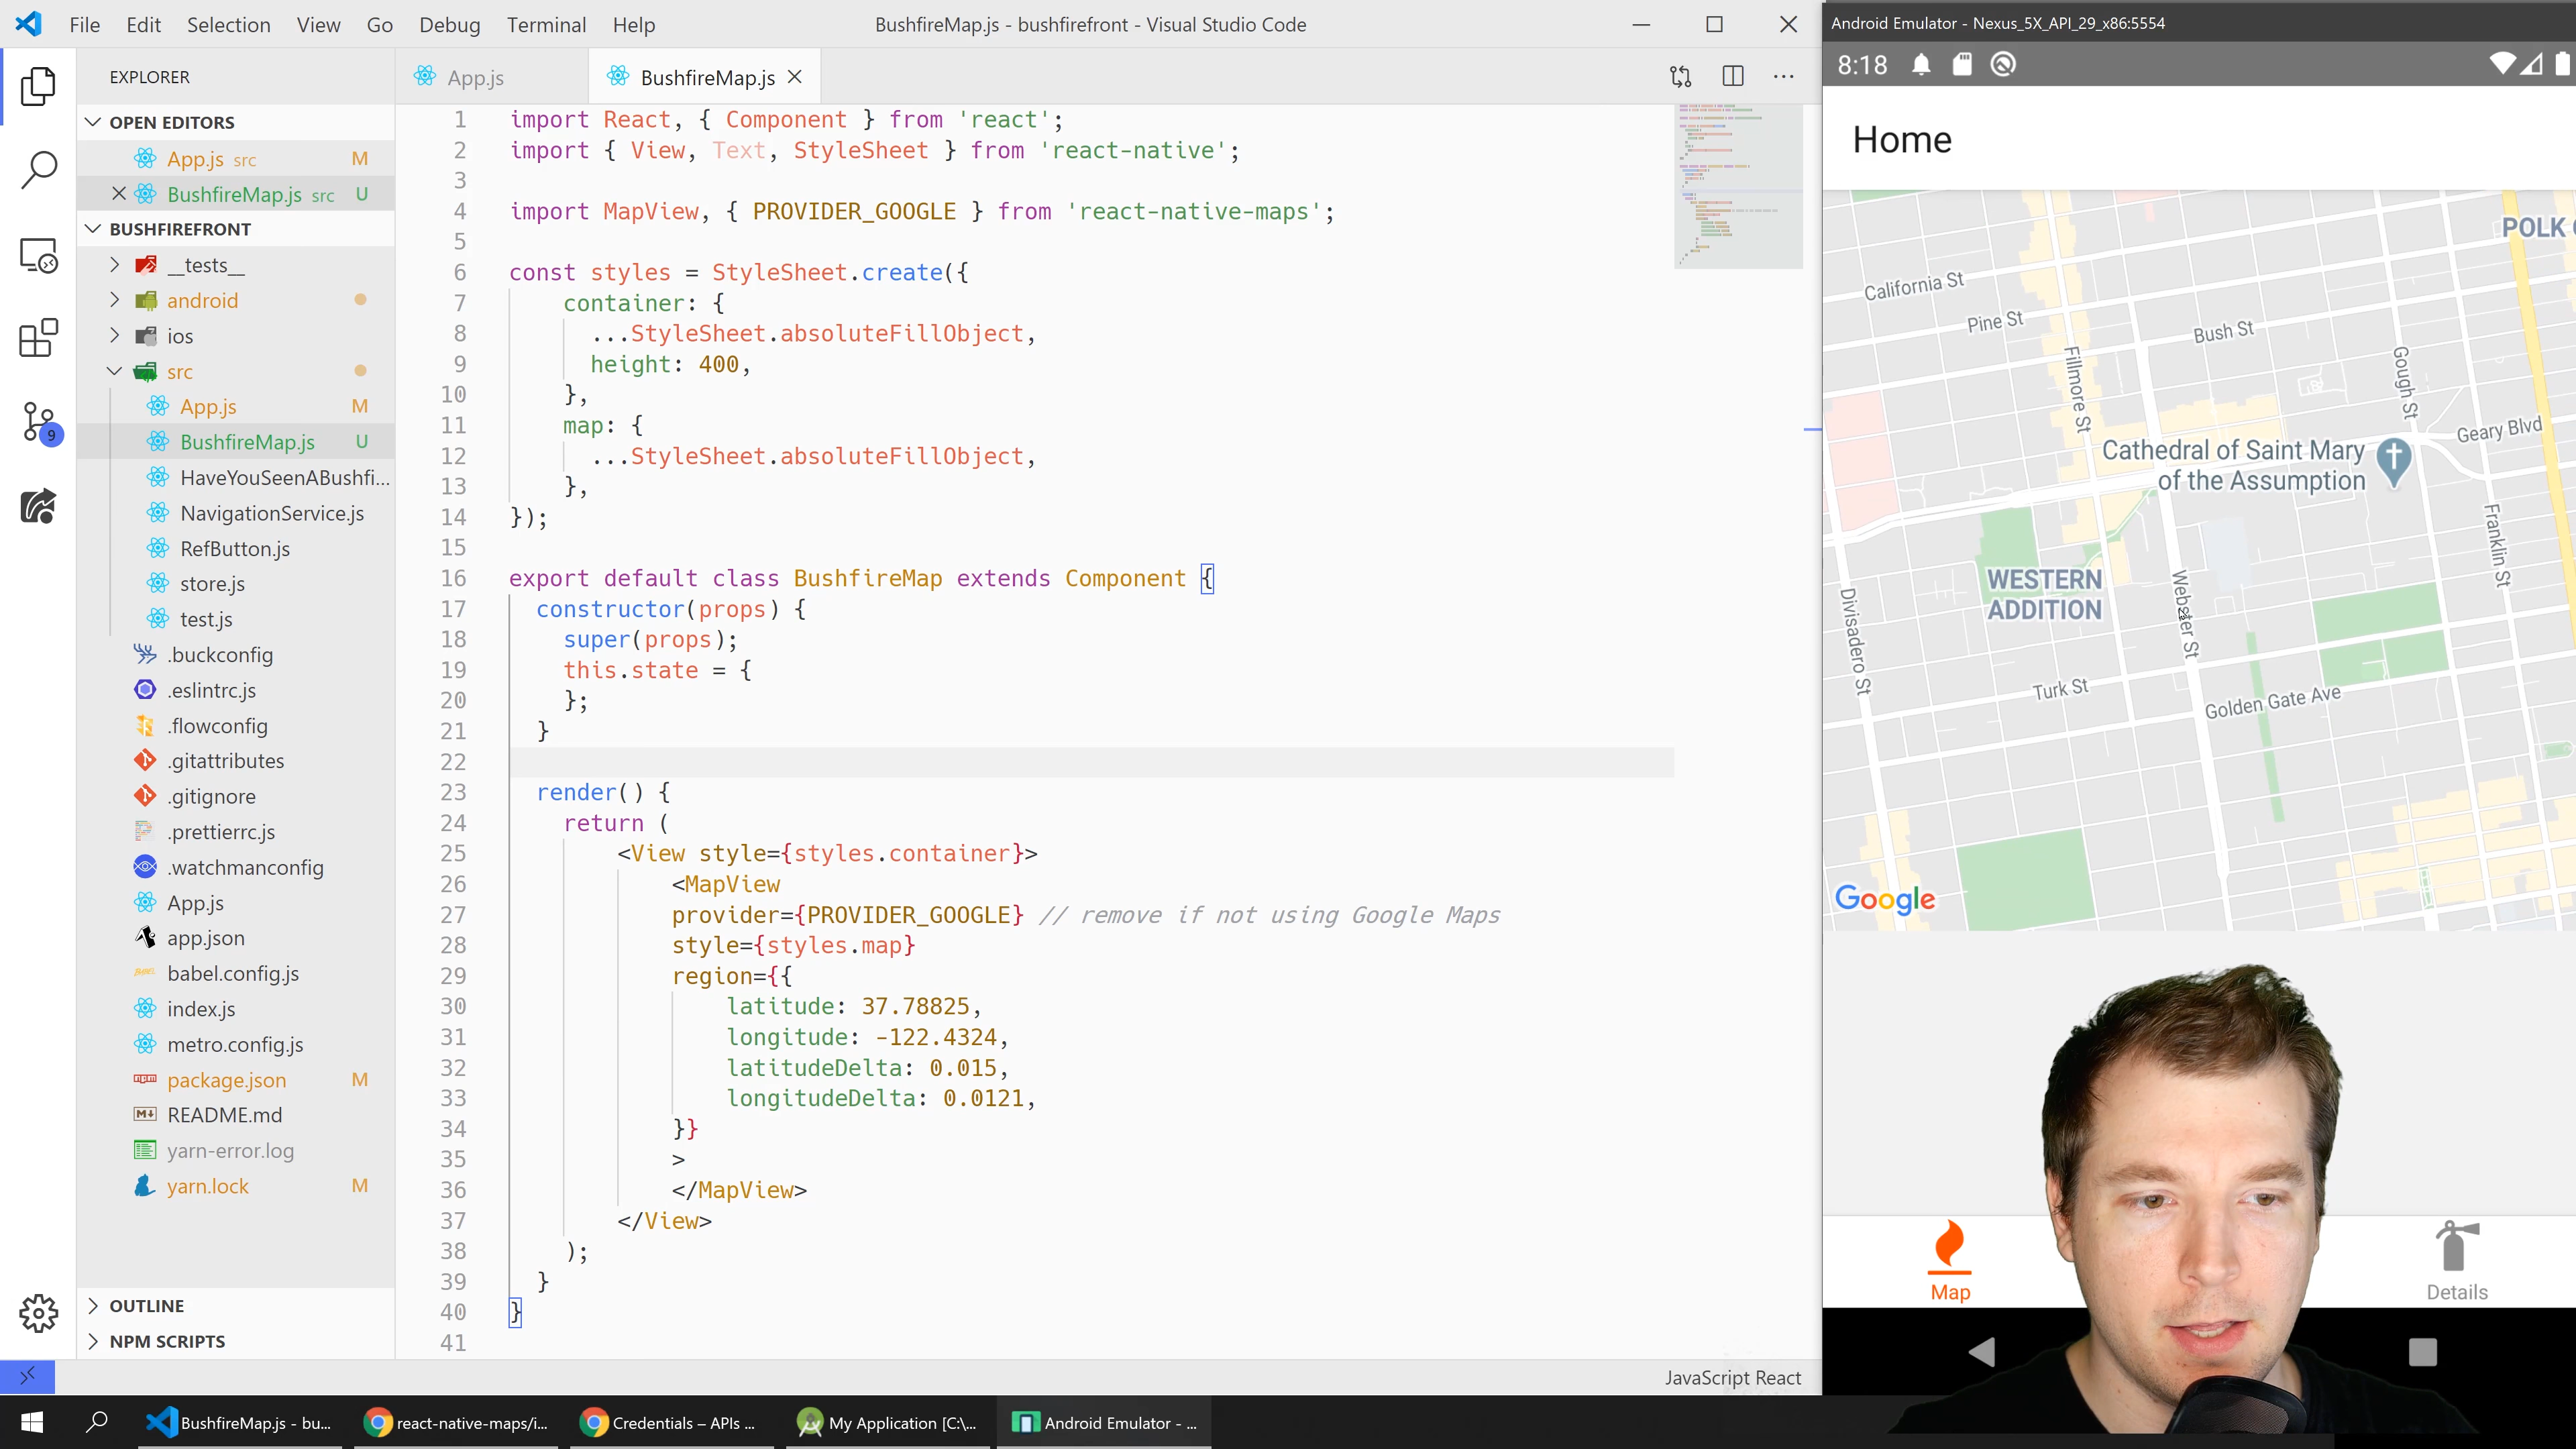 File Edit Selection View Go Debug Terminal Help
BushfireMap.js - bushfirefront - Visual Studio Code
EXPLORER
OPEN EDITORS
App.js src M
BushfireMap.js src U
BUSHFIREFRONT
__tests__
android
ios
src
App.js M
BushfireMap.js U
HaveYouSeenABushfi...
NavigationService.js
RefButton.js
store.js
test.js
.buckconfig
.eslintrc.js
.flowconfig
.gitattributes
.gitignore
.prettierrc.js
.watchmanconfig
App.js
app.json
babel.config.js
index.js
metro.config.js
package.json M
README.md
yarn-error.log
yarn.lock M
OUTLINE
NPM SCRIPTS
9
App.js
BushfireMap.js
1 import React, { Component } from 'react';
2 import { View, Text, StyleSheet } from 'react-native';
3
4 import MapView, { PROVIDER_GOOGLE } from 'react-native-maps';
5
6 const styles = StyleSheet.create({
7 container: {
8 ...StyleSheet.absoluteFillObject,
9 height: 400,
10 },
11 map: {
12 ...StyleSheet.absoluteFillObject,
13 },
14 });
15
16 export default class BushfireMap extends Component {
17 constructor(props) {
18 super(props);
19 this.state = {
20 };
21 }
22
23 render() {
24 return (
25 <View style={styles.container}>
26 <MapView
27 provider={PROVIDER_GOOGLE} // remove if not using Google Maps
28 style={styles.map}
29 region={{
30 latitude: 37.78825,
31 longitude: -122.4324,
32 latitudeDelta: 0.015,
33 longitudeDelta: 0.0121,
34 }}
35 >
36 </MapView>
37 </View>
38 );
39 }
40 }
41
JavaScript React
Android Emulator - Nexus_5X_API_29_x86:5554
8:18
Home
POLK
California St
Pine St
Bush St
Fillmore St
Gough St
Geary Blvd
Cathedral of Saint Mary
of the Assumption
Franklin St
WESTERN
ADDITION
Webster St
Divisadero St
Turk St
Golden Gate Ave
Google
Map
Details
BushfireMap.js - bu...
react-native-maps/i...
Credentials – APIs ...
My Application [C:\...
Android Emulator - ...